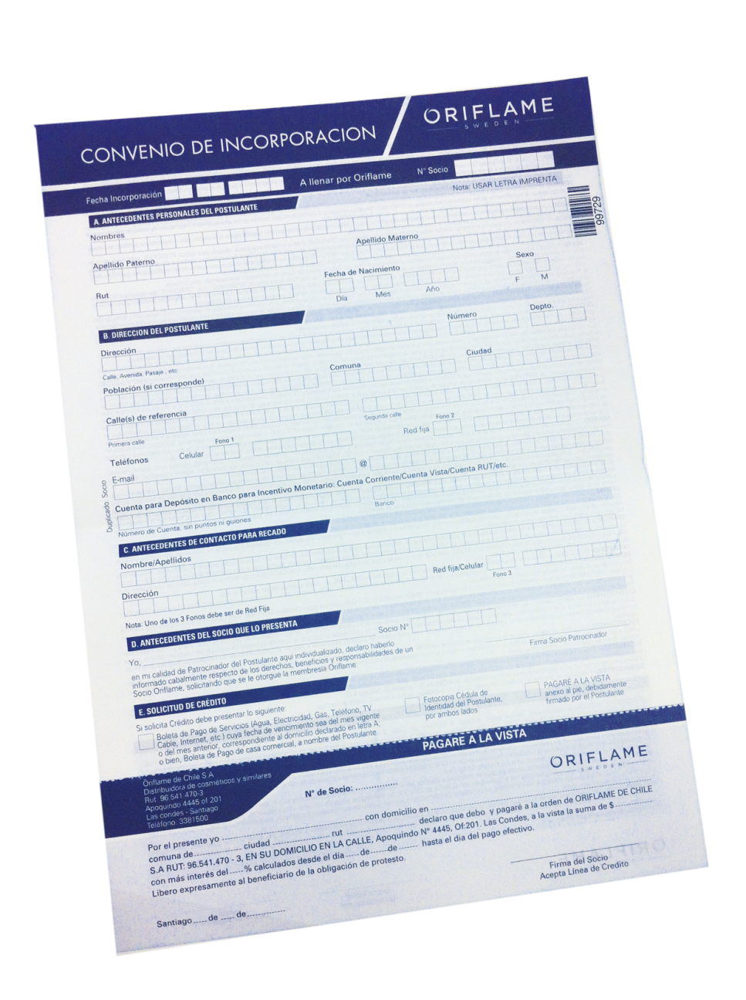 CONVENIO DE INCORPORACION
ORIFLAME
SWEDEN
Fecha Incorporación
A llenar por Oriflame
N° Socio
Nota: USAR LETRA IMPRENTA
A. ANTECEDENTES PERSONALES DEL POSTULANTE
99729
Nombres
Apellido Paterno
Apellido Materno
Rut
Fecha de Nacimiento
Día
Mes
Año
Sexo
F
M
B. DIRECCION DEL POSTULANTE
Dirección
Número
Depto.
Calle, Avenida, Pasaje , etc
Población (si corresponde)
Comuna
Ciudad
Calle(s) de referencia
Primera calle
Segunda calle
Teléfonos
Celular
Fono 1
Red fija
Fono 2
E-mail
@
Duplicado Socio
Cuenta para Depósito en Banco para Incentivo Monetario: Cuenta Corriente/Cuenta Vista/Cuenta RUT/etc.
Número de Cuenta, sin puntos ni guiones
Banco
C. ANTECEDENTES DE CONTACTO PARA RECADO
Nombre/Apellidos
Dirección
Red fija/Celular
Fono 3
Nota: Uno de los 3 Fonos debe ser de Red Fija
D. ANTECEDENTES DEL SOCIO QUE LO PRESENTA
Yo,
Socio N°
en mi calidad de Patrocinador del Postulante aqui individualizado, declaro haberlo
informado cabalmente respecto de los derechos, beneficios y responsabilidades de un
Socio Oriflame, solicitando que se le otorgue la membresia Oriflame.
Firma Socio Patrocinador
E. SOLICITUD DE CRÉDITO
Si solicita Crédito debe presentar lo siguiente:
Boleta de Pago de Servicios (Agua, Electricidad, Gas, Teléfono, TV
Cable, Internet, etc ) cuya fecha de vencimiento sea del mes vigente
o del mes anterior, correspondiente al domicilio declarado en letra A,
o bien, Boleta de Pago de casa comercial, a nombre del Postulante
Fotocopia Cédula de
Identidad del Postulante,
por ambos lados
PAGARE A LA VISTA
anexo al pie, debidamente
firmado por el Postulante
PAGARE A LA VISTA
Oriflame de Chile S.A
Distribuidora de cosméticos y similares
Rut 96 541 470-3
Apoquindo 4445 of 201
Las condes - Santiago
Teléfono: 3381500
N° de Socio: ...............
ORIFLAME
SWEDEN
Por el presente yo ............... con domicilio en ...............
comuna de ............... ciudad ............... rut ............... declaro que debo y pagaré a la orden de ORIFLAME DE CHILE
S.A RUT: 96.541.470 - 3, EN SU DOMICILIO EN LA CALLE, Apoquindo N° 4445, Of:201. Las Condes, a la vista la suma de $ ...............
con más interés del .....% calculados desde el día .....de......de....... hasta el día del pago efectivo.
Libero expresamente al beneficiario de la obligación de protesto.
Firma del Socio
Acepta Línea de Credito
Santiago ..... de ..... de...............